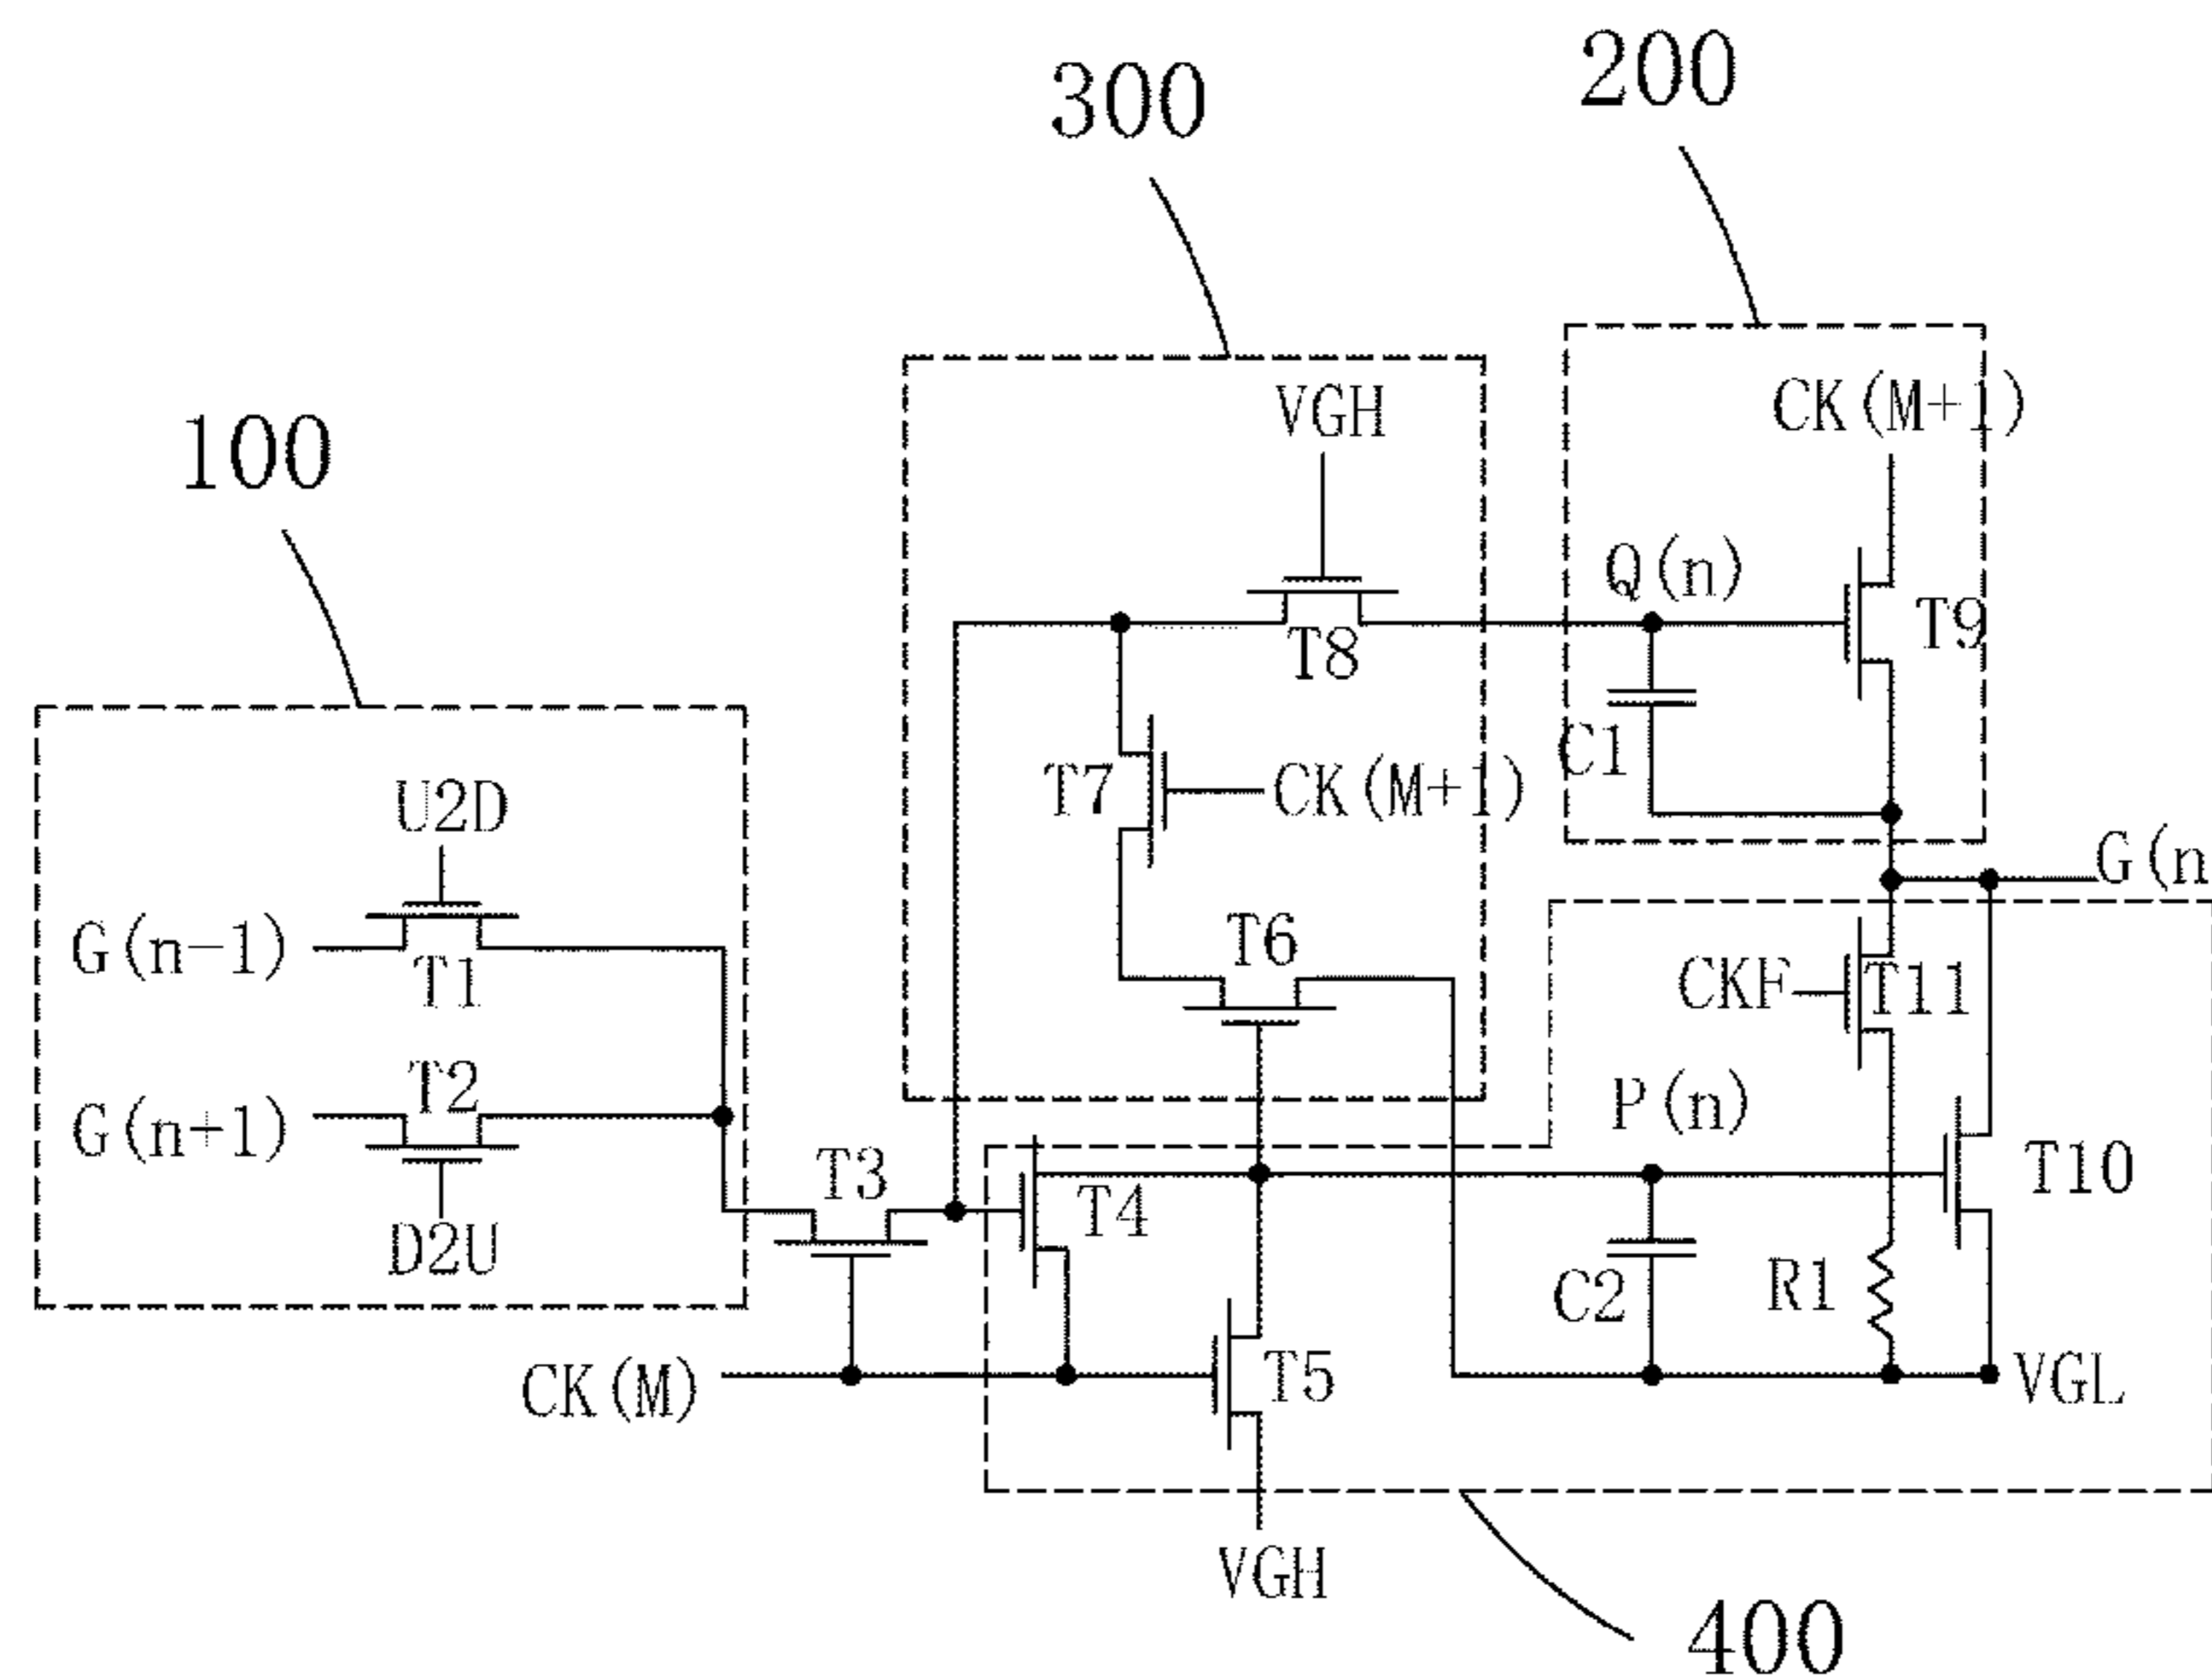 200
300
CK(M+1)
VGH
100
Q(n)
T9
T8
C1
T7
CK(M+1)
U2D
G(n
G(n-1)
T1
T6
CKF
T11
T2
G(n+1)
P(n)
T3
T4
T10
D2U
C2
R1
T5
CK(M)
VGL
VGH
400